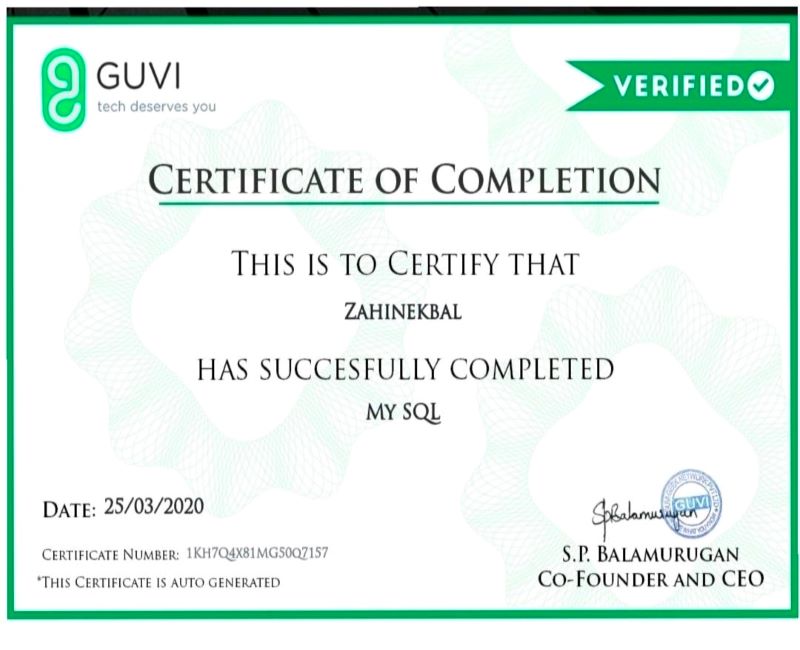 GUVI
tech deserves you
VERIFIED
CERTIFICATE OF COMPLETION
THIS IS TO CERTIFY THAT
ZAHINEKBAL
HAS SUCCESFULLY COMPLETED
MY SQL
DATE: 25/03/2020
CERTIFICATE NUMBER: 1KH7Q4X81MG50Q7157
*THIS CERTIFICATE IS AUTO GENERATED
SpBalamurugan
GUVI
S.P. BALAMURUGAN
CO-FOUNDER AND CEO